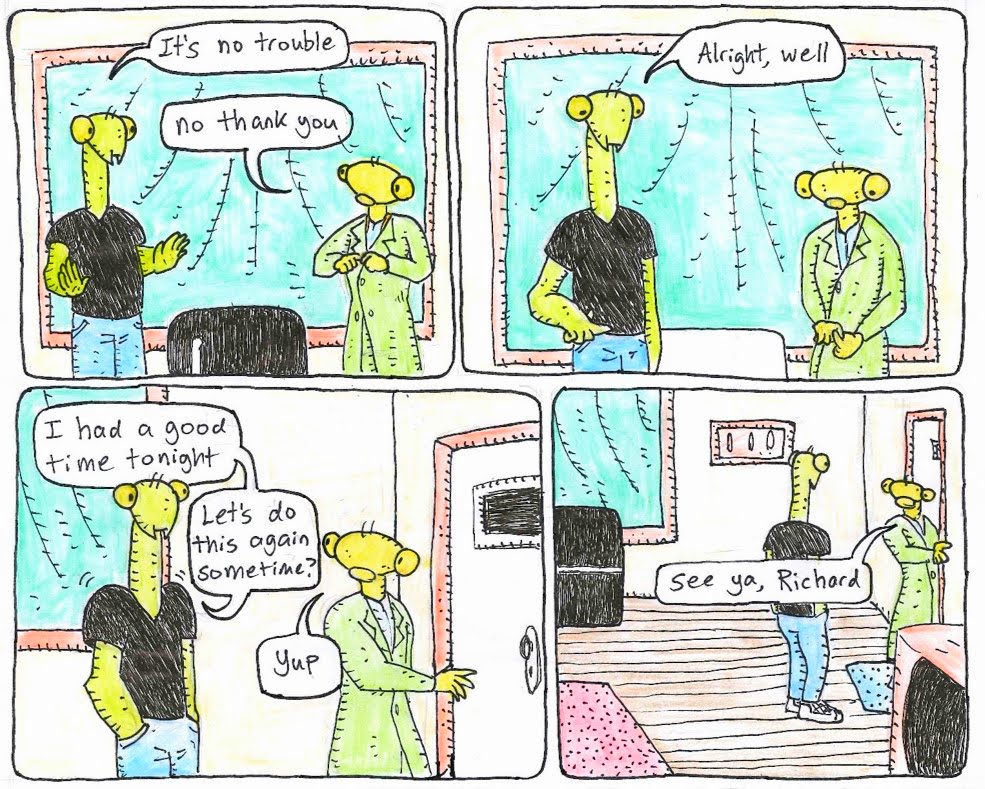 It's no trouble
no thank you
Alright, well
I had a good
time tonight
Let's do
this again
sometime?
Yup
see ya, Richard